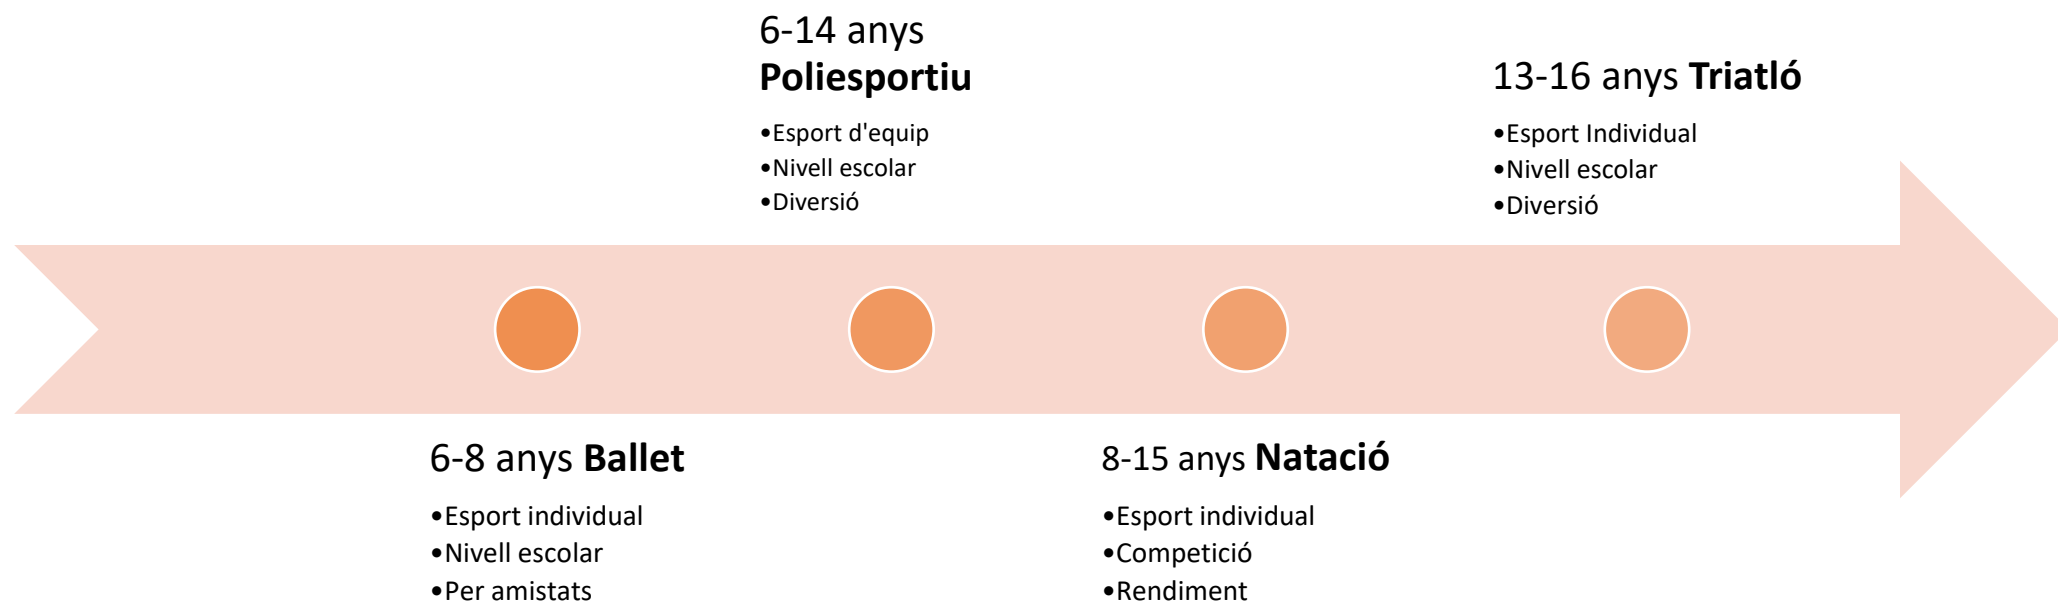 6-14 anys
Poliesportiu
•Esport d'equip
•Nivell escolar
•Diversió
13-16 anys Triatló
•Esport Individual
•Nivell escolar
•Diversió
6-8 anys Ballet
•Esport individual
•Nivell escolar
•Per amistats
8-15 anys Natació
•Esport individual
•Competició
•Rendiment